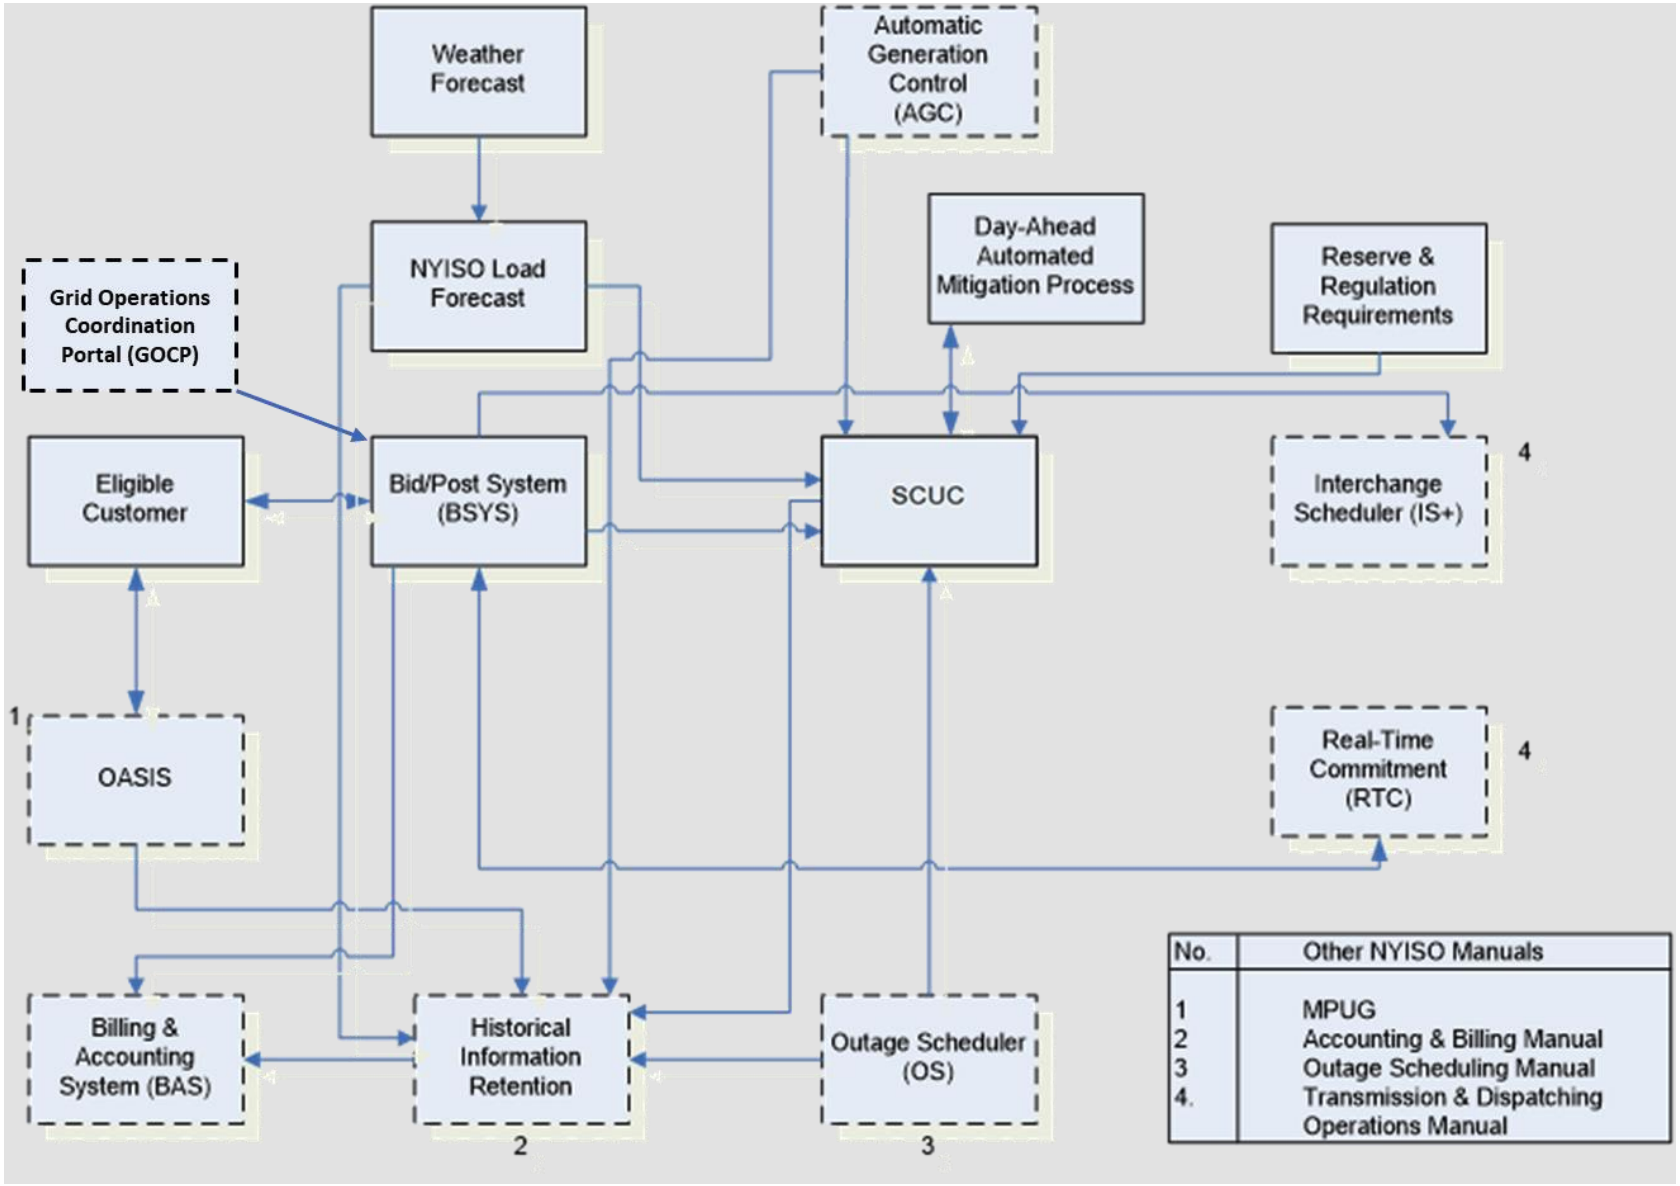 Weather
Forecast
Automatic
Generation
Control
(AGC)
Day-Ahead
Automated
Mitigation Process
Reserve &
Regulation
Requirements
NYISO Load
Forecast
Grid Operations
Coordination
Portal (GOCP)
Eligible
Customer
Bid/Post System
(BSYS)
SCUC
Interchange
Scheduler (IS+)
4
1
OASIS
Real-Time
Commitment
(RTC)
4
Billing &
Accounting
System (BAS)
Historical
Information
Retention
2
Outage Scheduler
(OS)
3
No. Other NYISO Manuals
1 MPUG
2 Accounting & Billing Manual
3 Outage Scheduling Manual
4. Transmission & Dispatching
Operations Manual